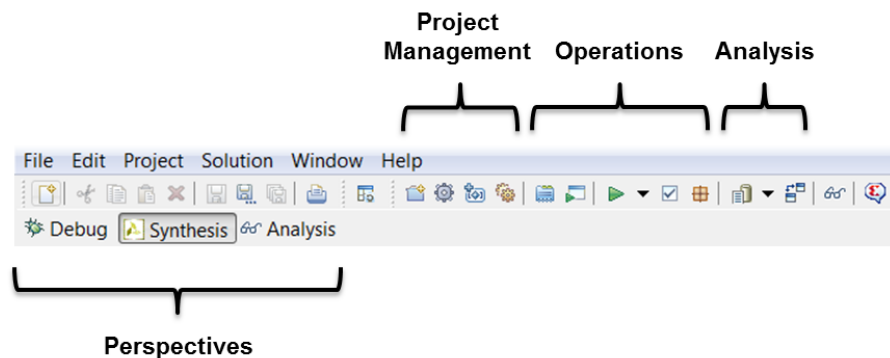 Project
Management Operations Analysis
File Edit Project Solution Window Help
Debug Synthesis Analysis
Perspectives